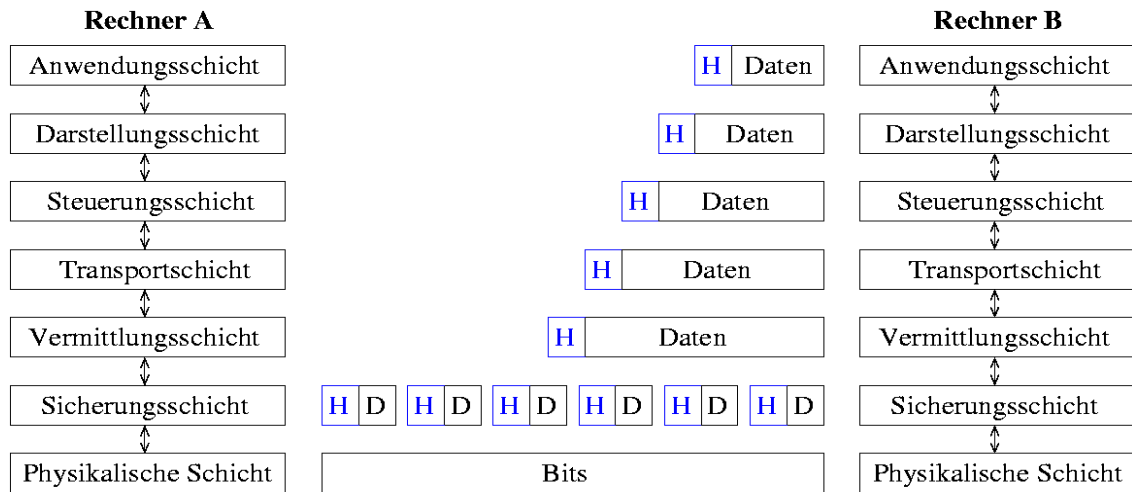 Rechner A Rechner B
Anwendungsschicht H Daten Anwendungsschicht
Darstellungsschicht H Daten Darstellungsschicht
Steuerungsschicht H Daten Steuerungsschicht
Transportschicht H Daten Transportschicht
Vermittlungsschicht H Daten Vermittlungsschicht
Sicherungsschicht H D H D H D H D H D H D Sicherungsschicht
Physikalische Schicht Bits Physikalische Schicht